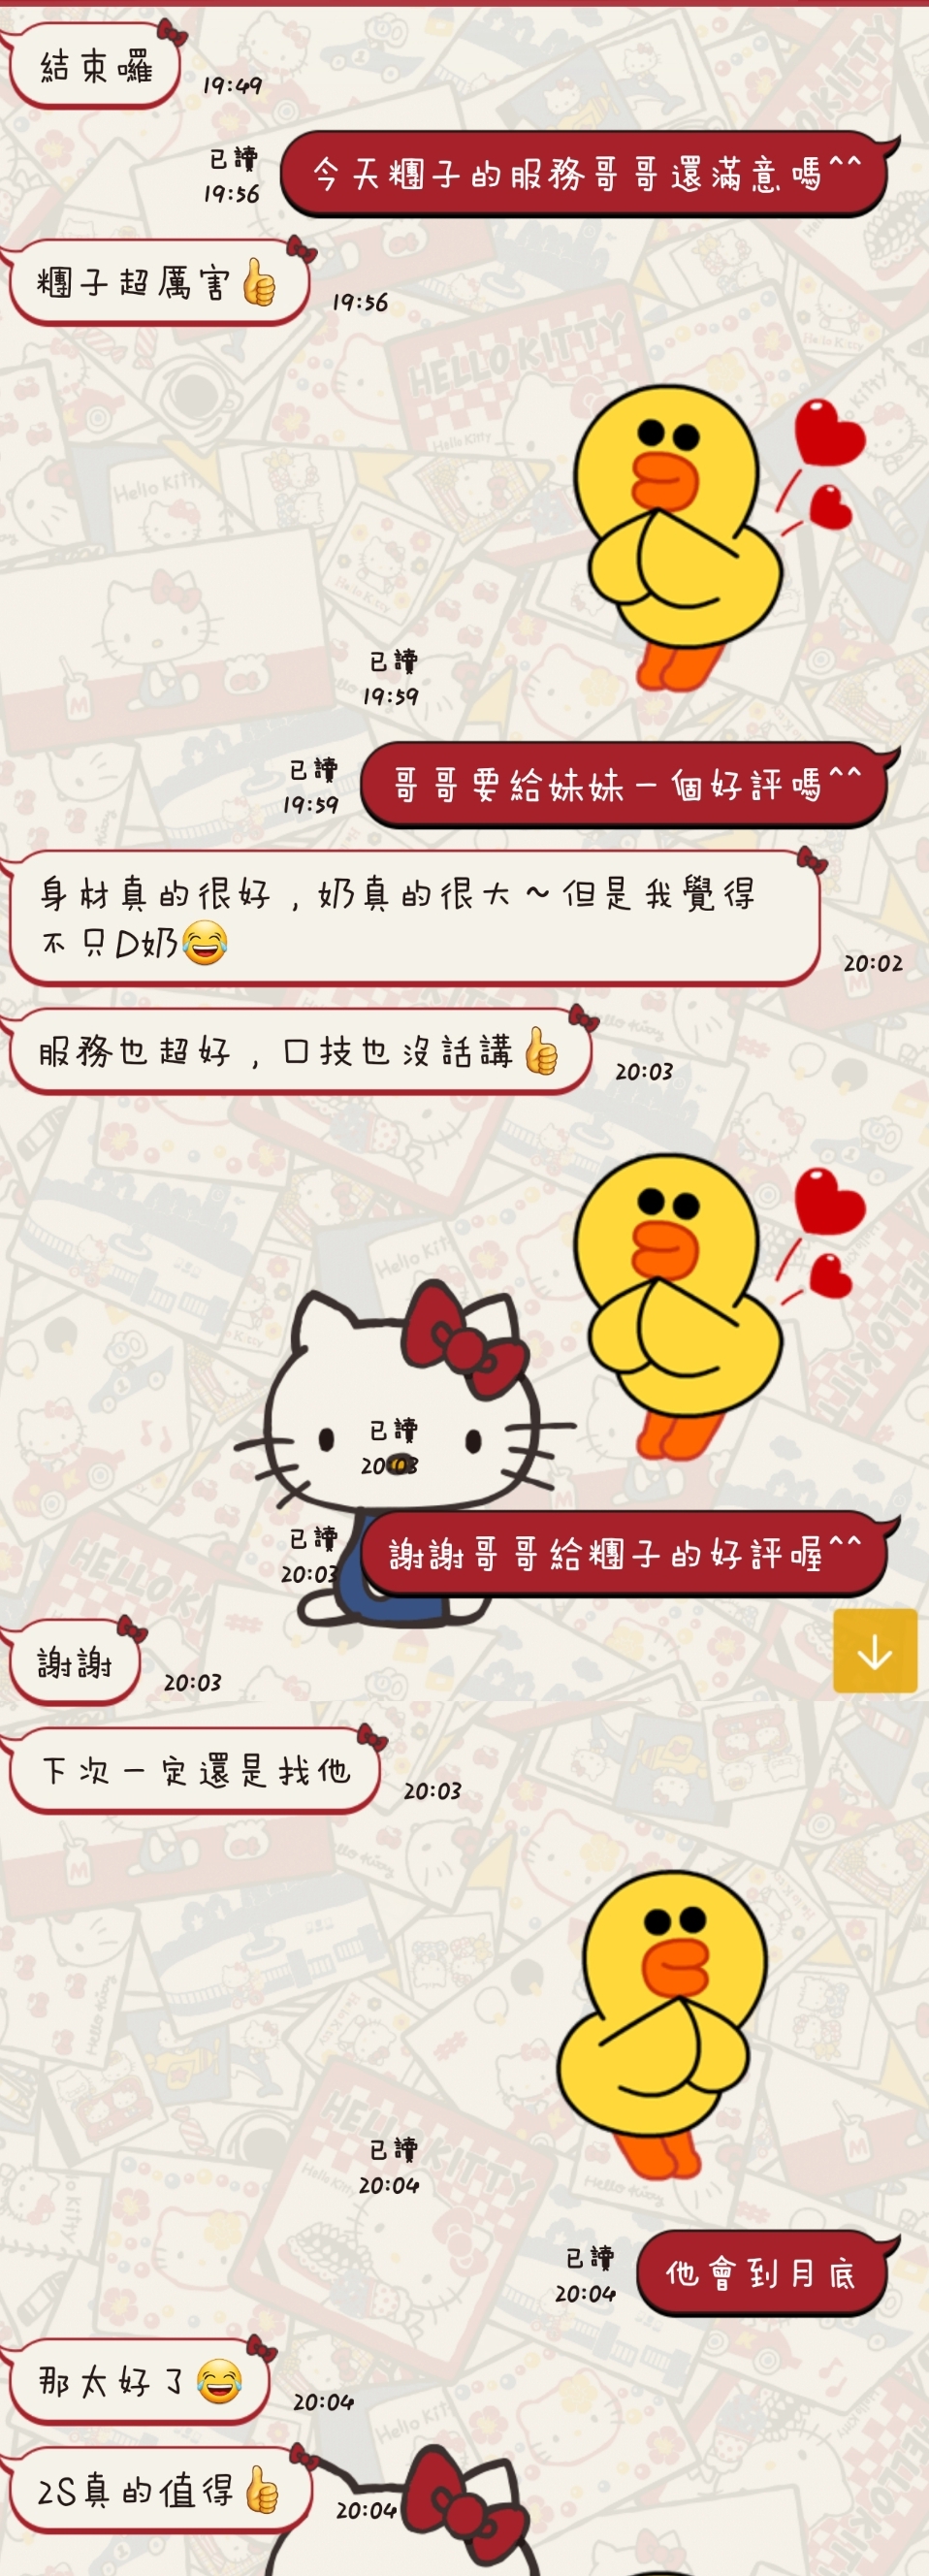 結束囉
19:49
今天糰子的服務哥哥還滿意嗎^^
已讀
19:56
糰子超厲害👍
19:56
HELLO KITTY
Hello Kitty
已讀
19:59
哥哥要給妹妹一個好評嗎^^
已讀
19:59
身材真的很好，奶真的很大～但是我覺得
不只D奶😂
20:02
服務也超好，口技也沒話講👍
20:03
已讀
20:03
謝謝哥哥給糰子的好評喔^^
已讀
20:03
謝謝
20:03
下次一定還是找他
20:03
HELLO KITTY
已讀
20:04
他會到月底
已讀
20:04
那太好了😂
20:04
2S真的值得👍
20:04